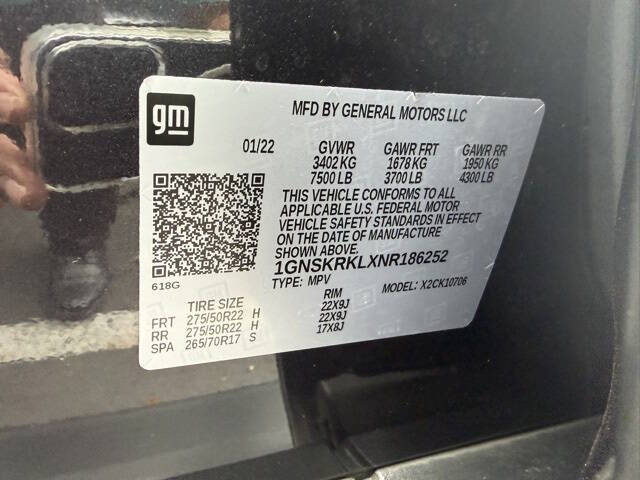 gm
MFD BY GENERAL MOTORS LLC
01/22 GVWR GAWR FRT GAWR RR
3402 KG 1678 KG 1950 KG
7500 LB 3700 LB 4300 LB
THIS VEHICLE CONFORMS TO ALL
APPLICABLE U.S. FEDERAL MOTOR
VEHICLE SAFETY STANDARDS IN EFFECT
ON THE DATE OF MANUFACTURE
SHOWN ABOVE.
618G
1GNSKRKLXNR186252
TYPE: MPV MODEL: X2CK10706
TIRE SIZE RIM
FRT 275/50R22 H 22X9J
RR 275/50R22 H 22X9J
SPA 265/70R17 S 17X8J